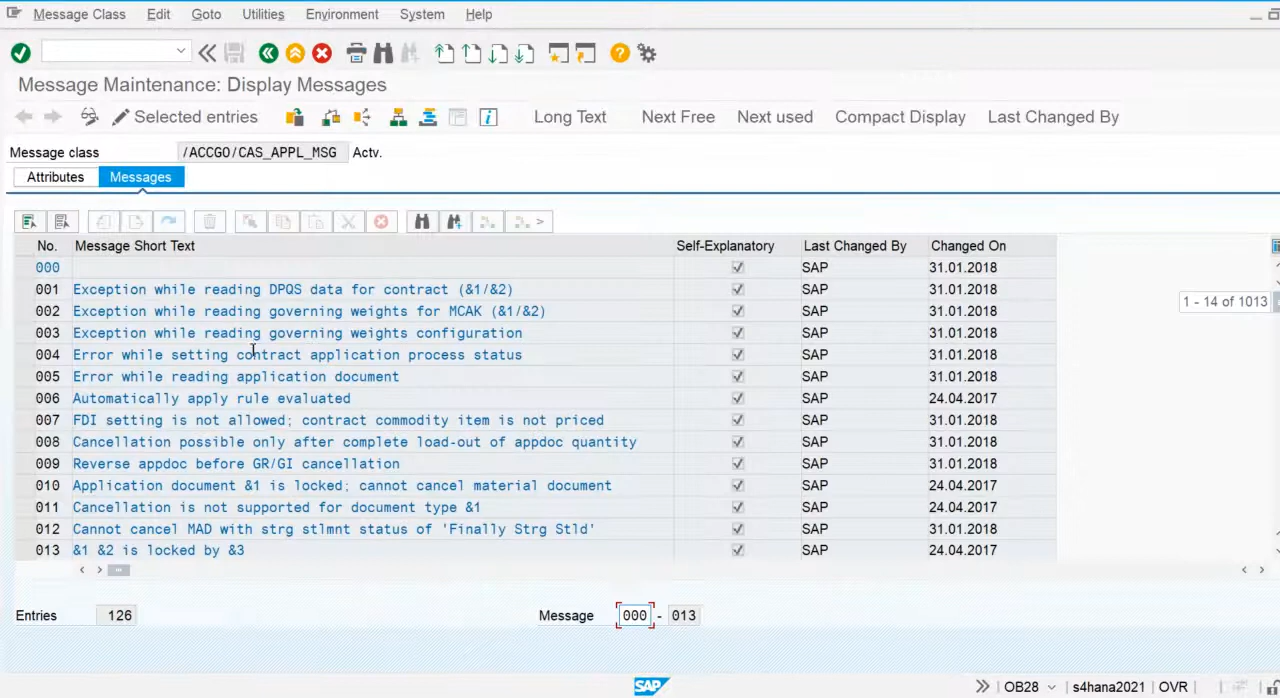 Message Class Edit Goto Utilities Environment System Help
Message Maintenance: Display Messages
Selected entries Long Text Next Free Next used Compact Display Last Changed By
Message class /ACCGO/CAS_APPL_MSG Actv.
Attributes Messages
No. Message Short Text Self-Explanatory Last Changed By Changed On
000 SAP 31.01.2018
001 Exception while reading DPQS data for contract (&1/&2) SAP 31.01.2018
1 - 14 of 1013
002 Exception while reading governing weights for MCAK (&1/&2) SAP 31.01.2018
003 Exception while reading governing weights configuration SAP 31.01.2018
004 Error while setting contract application process status SAP 31.01.2018
005 Error while reading application document SAP 31.01.2018
006 Automatically apply rule evaluated SAP 24.04.2017
007 FDI setting is not allowed; contract commodity item is not priced SAP 31.01.2018
008 Cancellation possible only after complete load-out of appdoc quantity SAP 31.01.2018
009 Reverse appdoc before GR/GI cancellation SAP 31.01.2018
010 Application document &1 is locked; cannot cancel material document SAP 24.04.2017
011 Cancellation is not supported for document type &1 SAP 24.04.2017
012 Cannot cancel MAD with strg stlmnt status of 'Finally Strg Stld' SAP 31.01.2018
013 &1 &2 is locked by &3 SAP 24.04.2017
Entries 126 Message 000 - 013
SAP OB28 s4hana2021 OVR